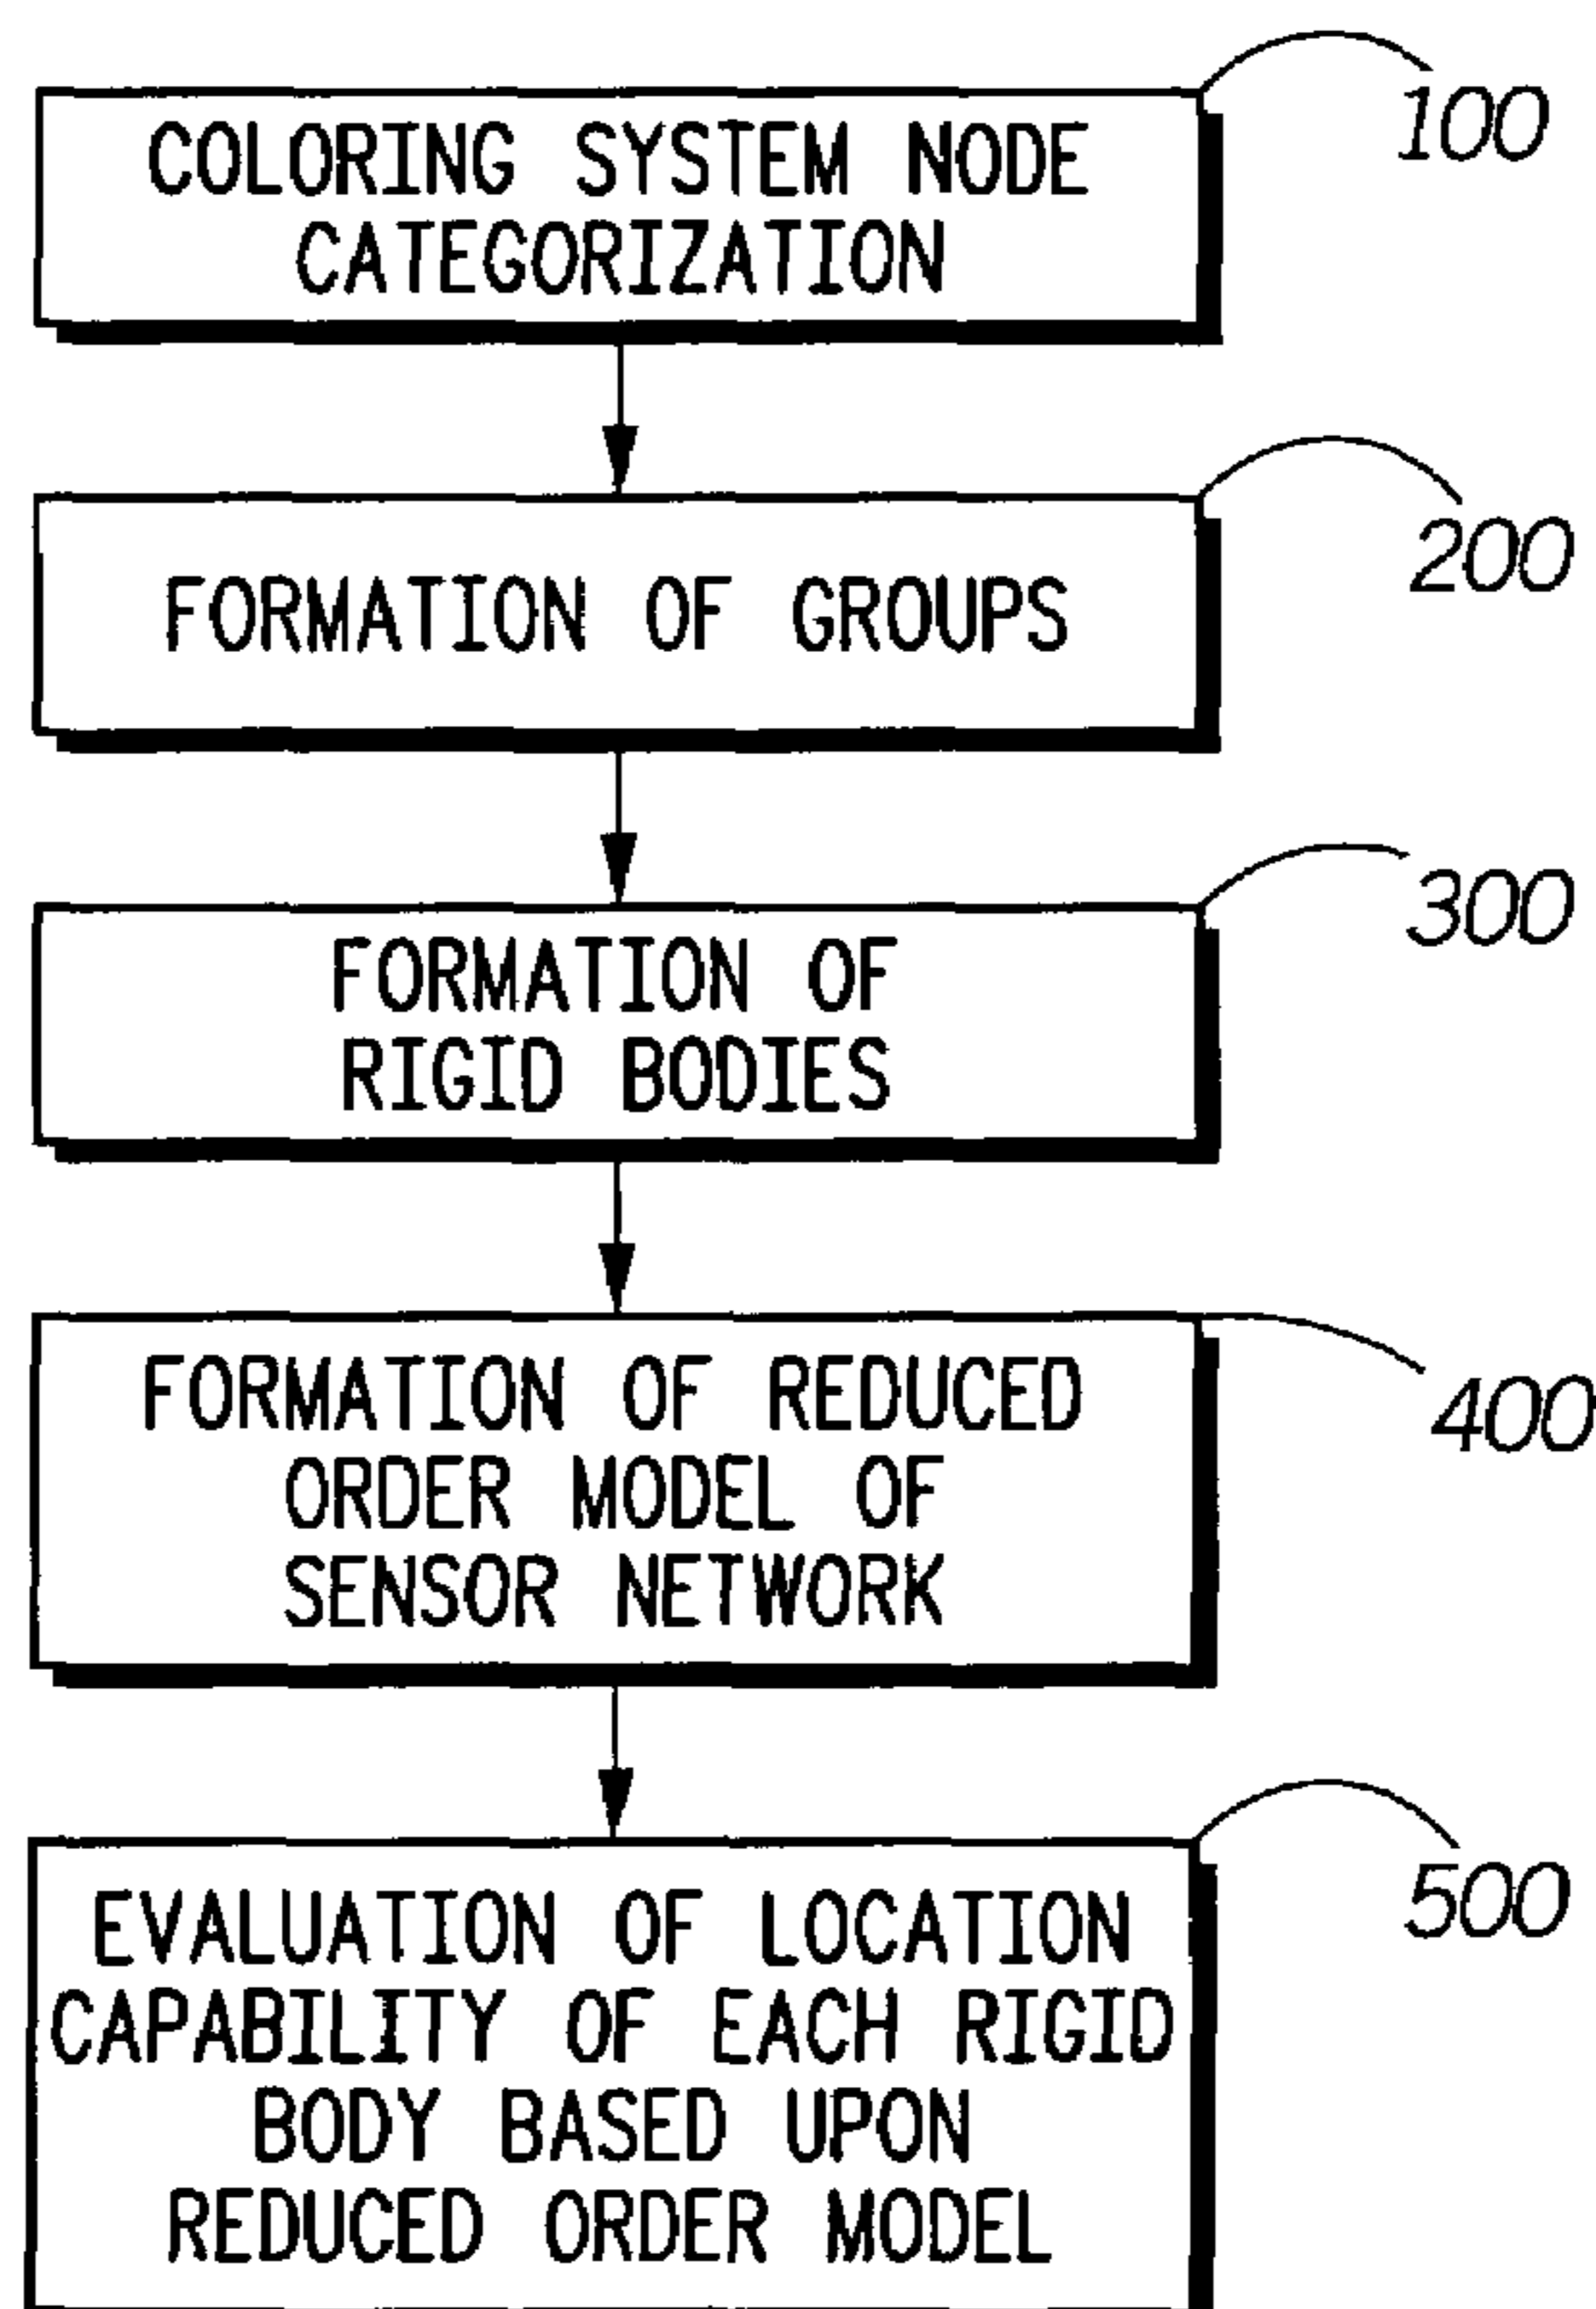 COLORING SYSTEM NODE
CATEGORIZATION
100
FORMATION OF GROUPS
200
FORMATION OF
RIGID BODIES
300
FORMATION OF REDUCED
ORDER MODEL OF
SENSOR NETWORK
400
EVALUATION OF LOCATION
CAPABILITY OF EACH RIGID
BODY BASED UPON
REDUCED ORDER MODEL
500